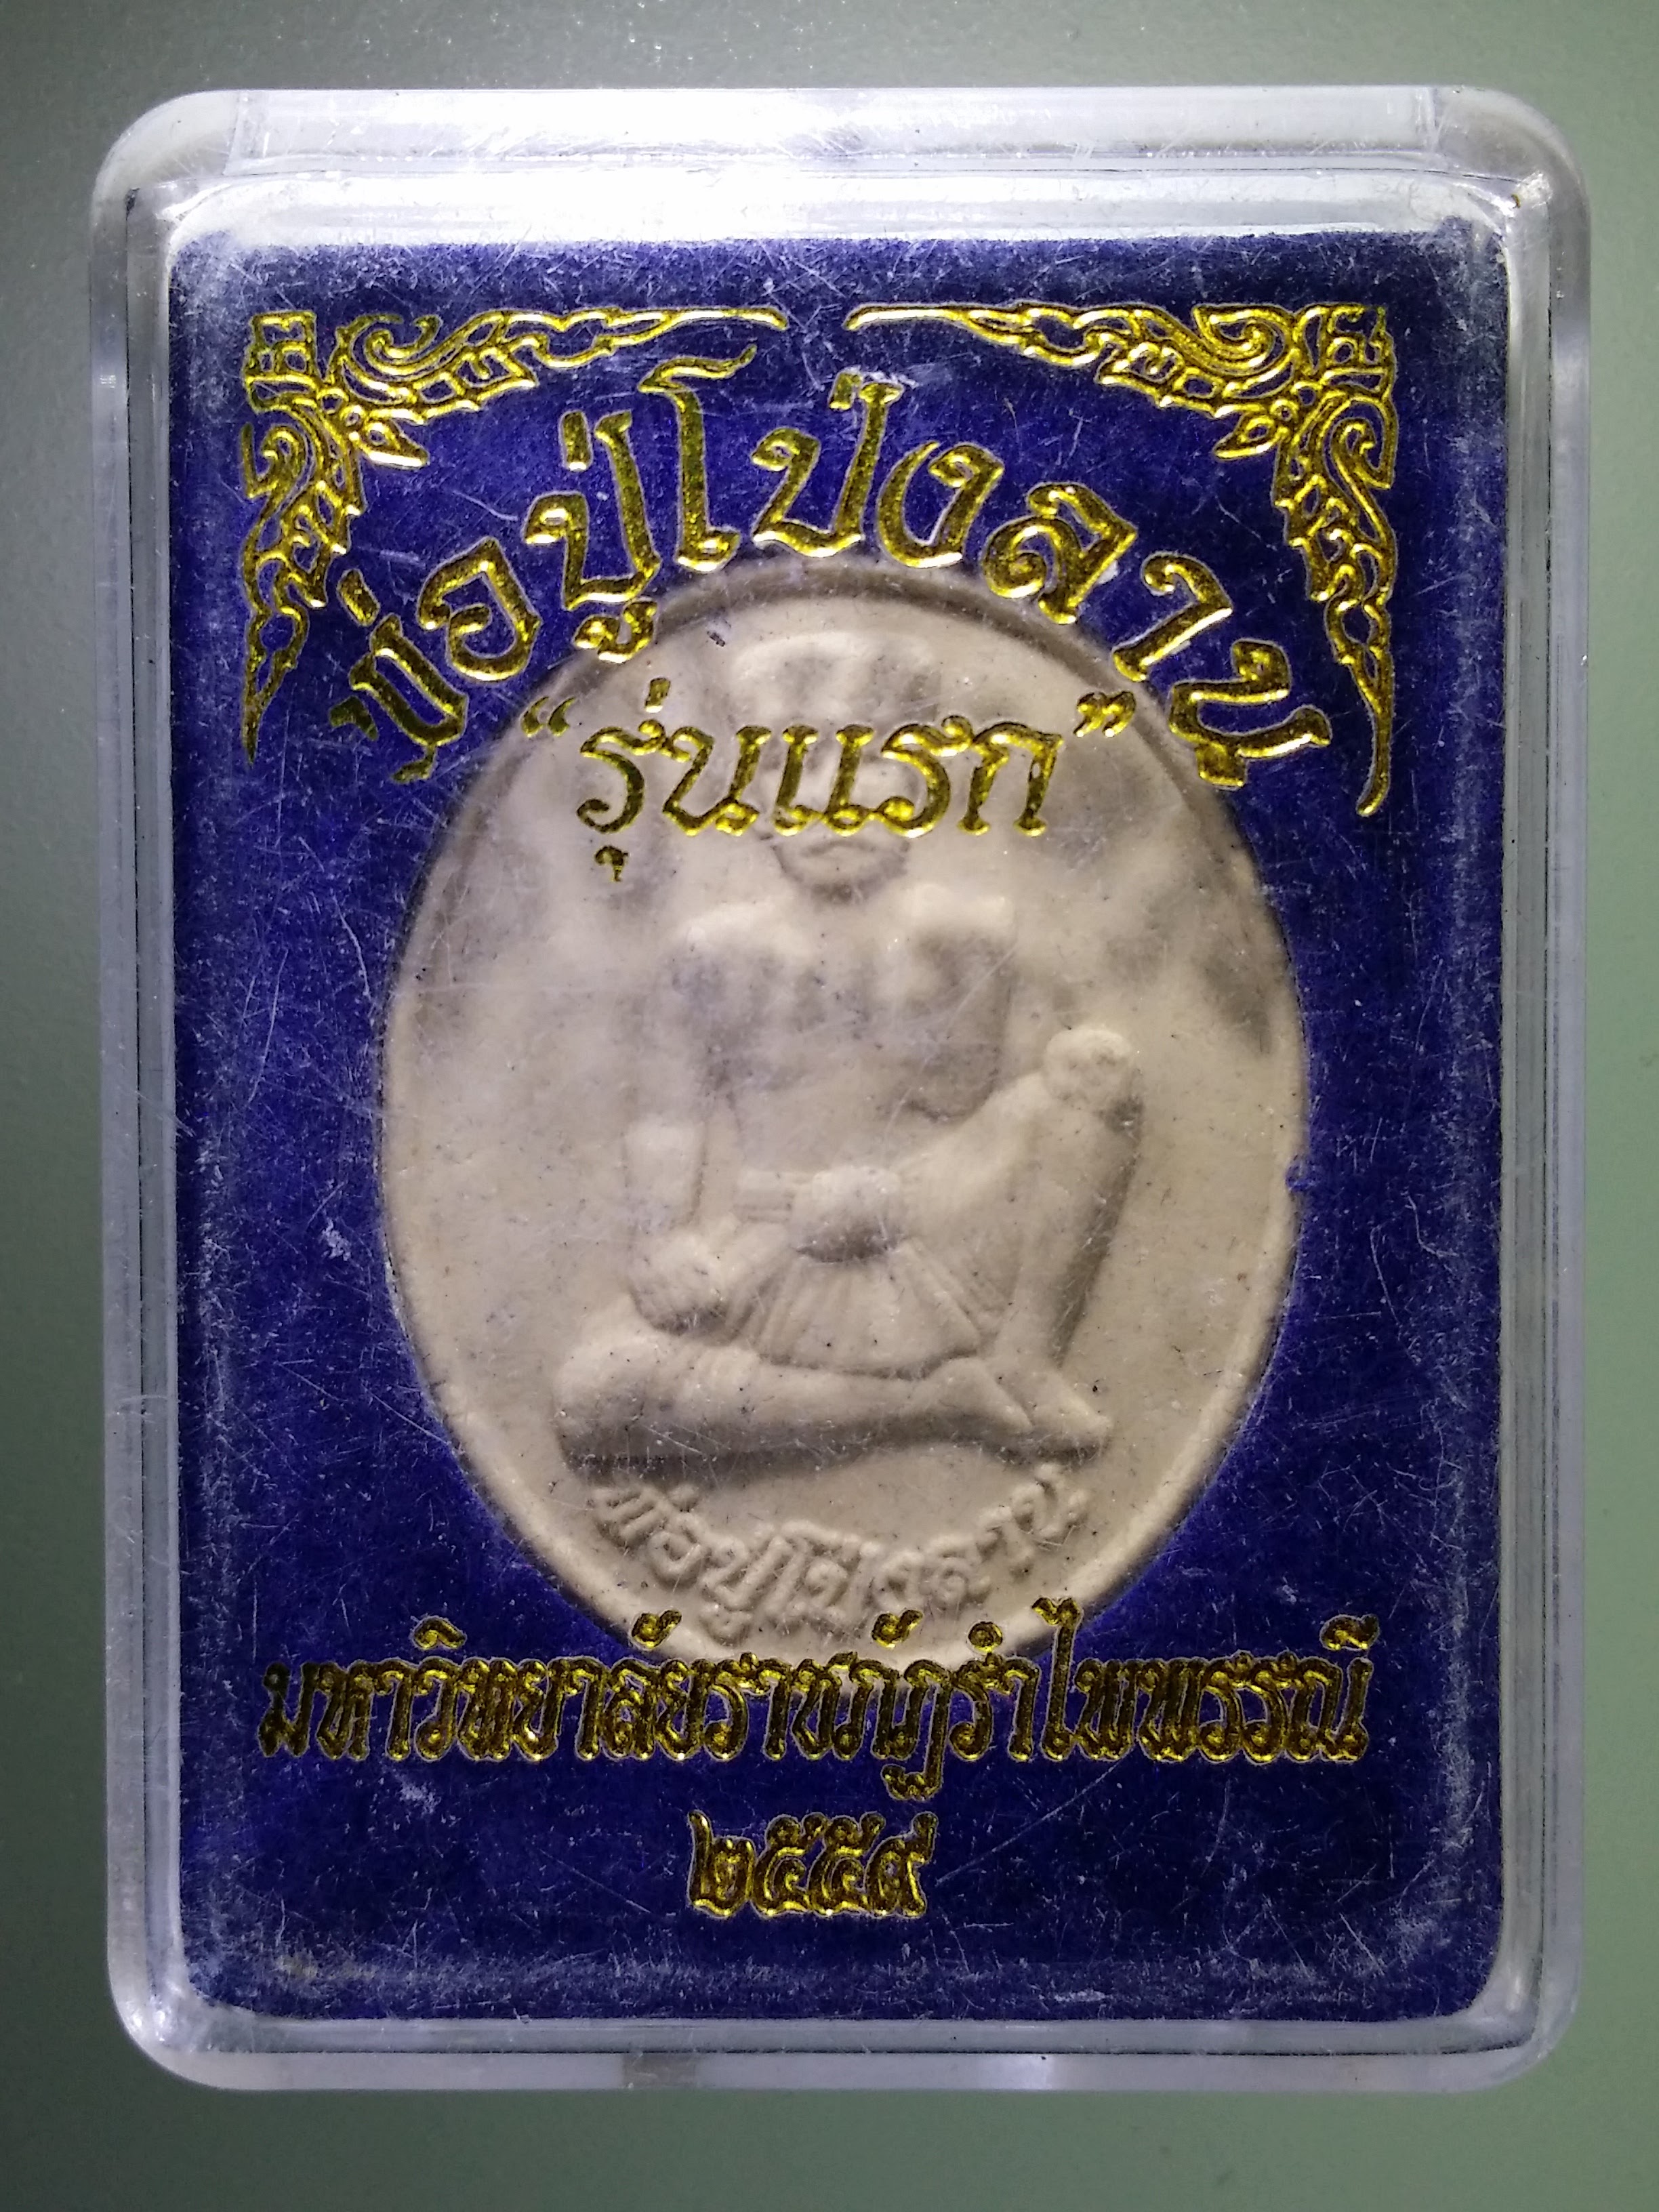 พ่อปู่โป่งลาน
"รุ่นแรก"
พ่อปู่โป่งลาน
มหาวิทยาลัยราชภัฏรำไพพรรณี
๒๕๕๙